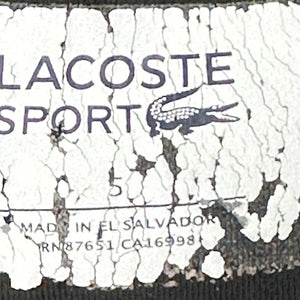 LACOSTE
SPORT
5
MADE IN EL SALVADOR
RN87651 CA16998